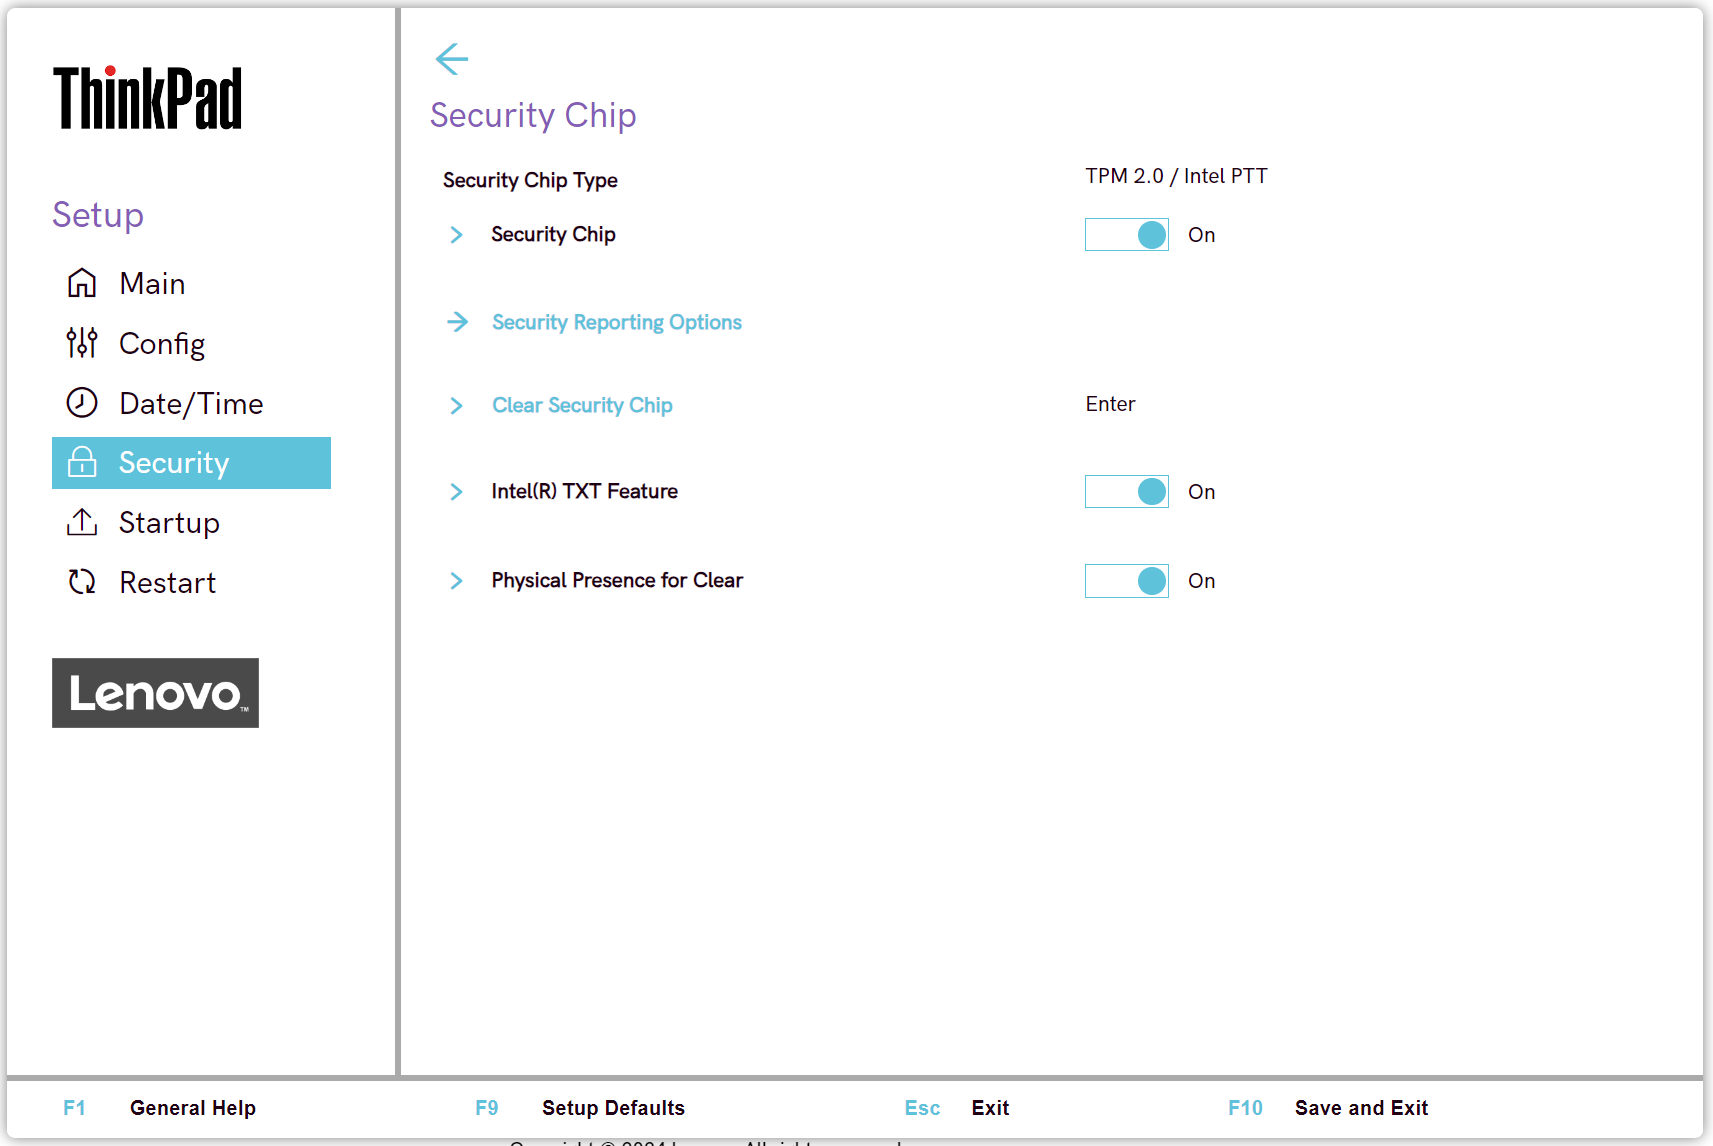 ThinkPad
Setup
Main
Config
Date/Time
Security
Startup
Restart
Lenovo™
Security Chip
Security Chip Type TPM 2.0 / Intel PTT
Security Chip On
Security Reporting Options
Clear Security Chip Enter
Intel(R) TXT Feature On
Physical Presence for Clear On
F1 General Help F9 Setup Defaults Esc Exit F10 Save and Exit